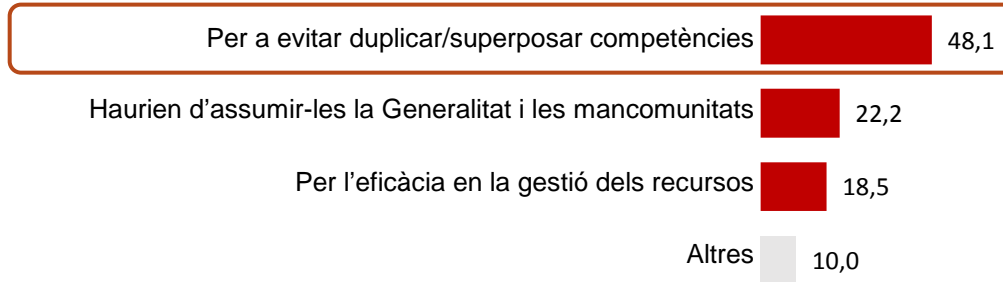 Per a evitar duplicar/superposar competències 48,1
Haurien d’assumir-les la Generalitat i les mancomunitats 22,2
Per l’eficàcia en la gestió dels recursos 18,5
Altres 10,0